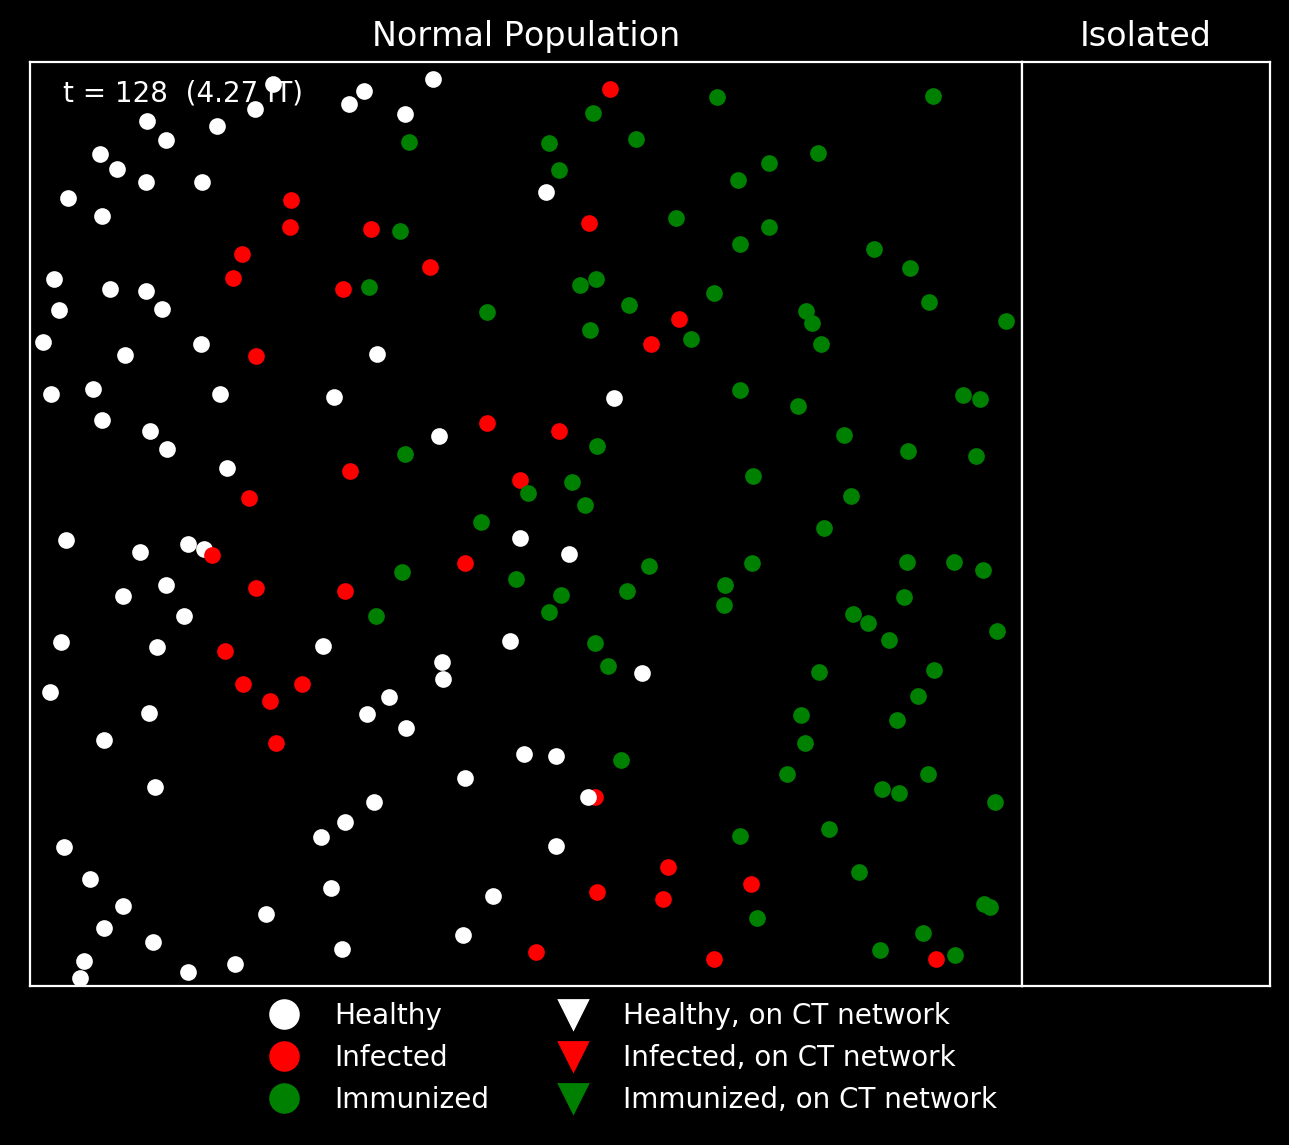 Normal Population
Isolated
t = 128 (4.27 IT)
Healthy
Infected
Immunized
Healthy, on CT network
Infected, on CT network
Immunized, on CT network